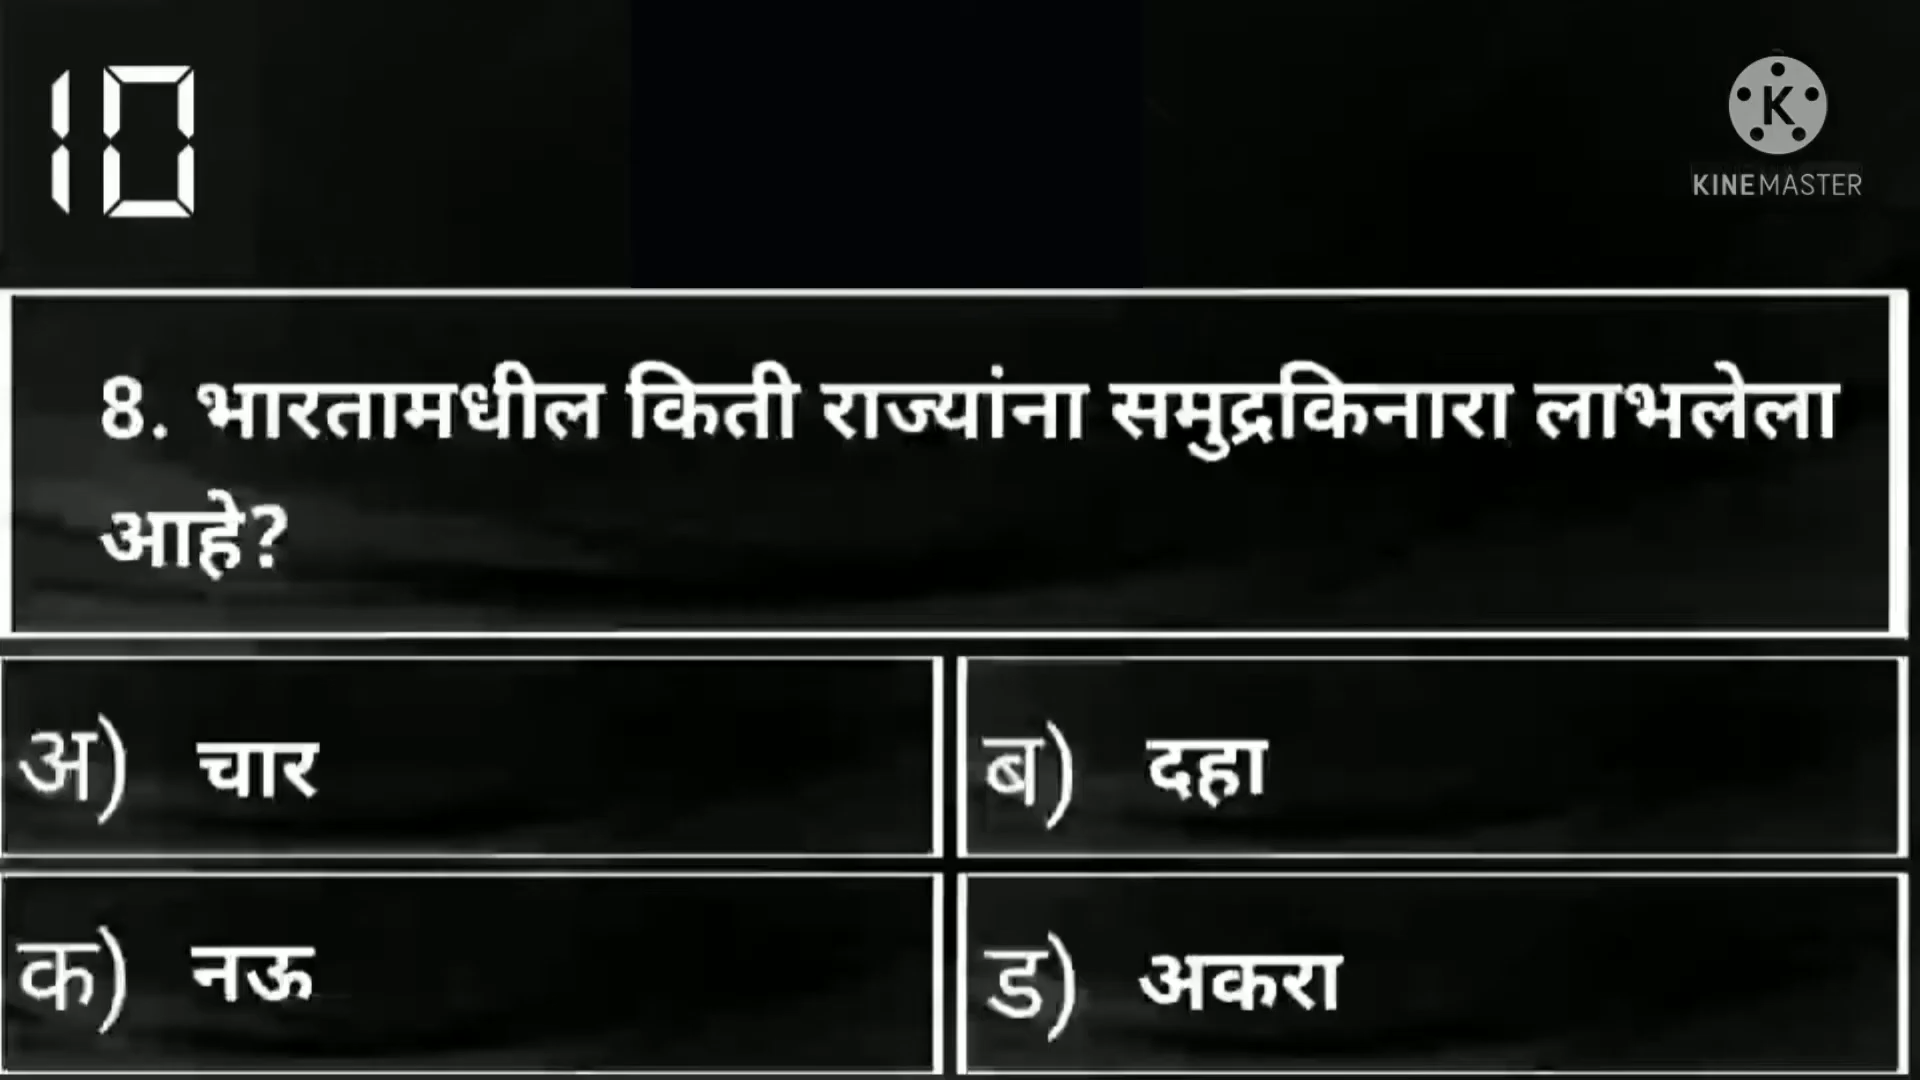 10
KINEMASTER
8. भारतामधील किती राज्यांना समुद्रकिनारा लाभलेला
आहे?
अ) चार
ब) दहा
क) नऊ
ड) अकरा